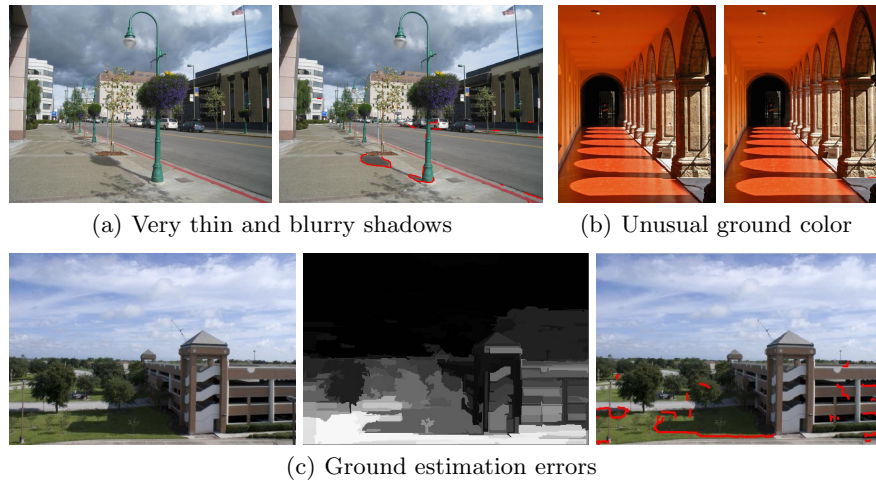 (a) Very thin and blurry shadows
(b) Unusual ground color
(c) Ground estimation errors